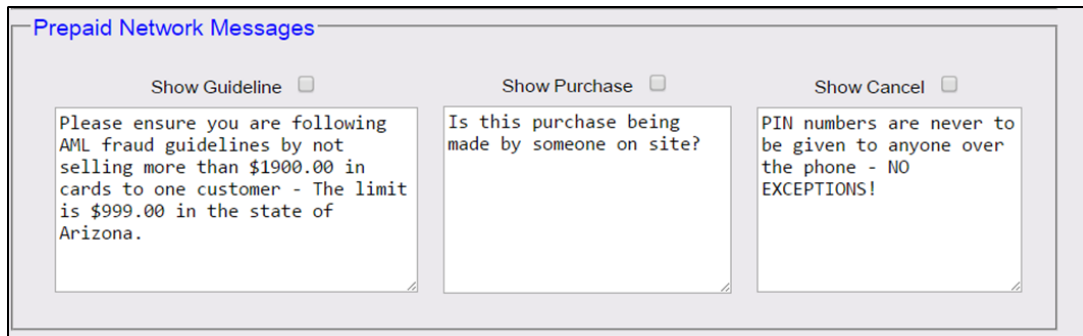 Prepaid Network Messages
Show Guideline
Please ensure you are following
AML fraud guidelines by not
selling more than $1900.00 in
cards to one customer - The limit
is $999.00 in the state of
Arizona.
Show Purchase
Is this purchase being
made by someone on site?
Show Cancel
PIN numbers are never to
be given to anyone over
the phone - NO
EXCEPTIONS!